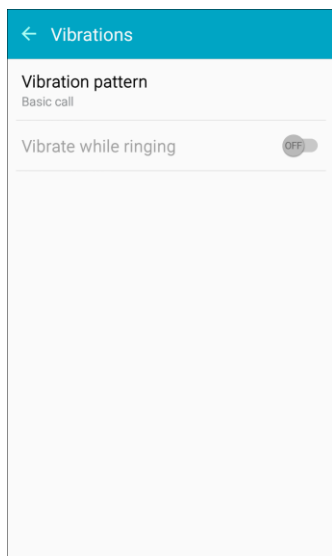 Vibrations
Vibration pattern
Basic call
Vibrate while ringing
OFF